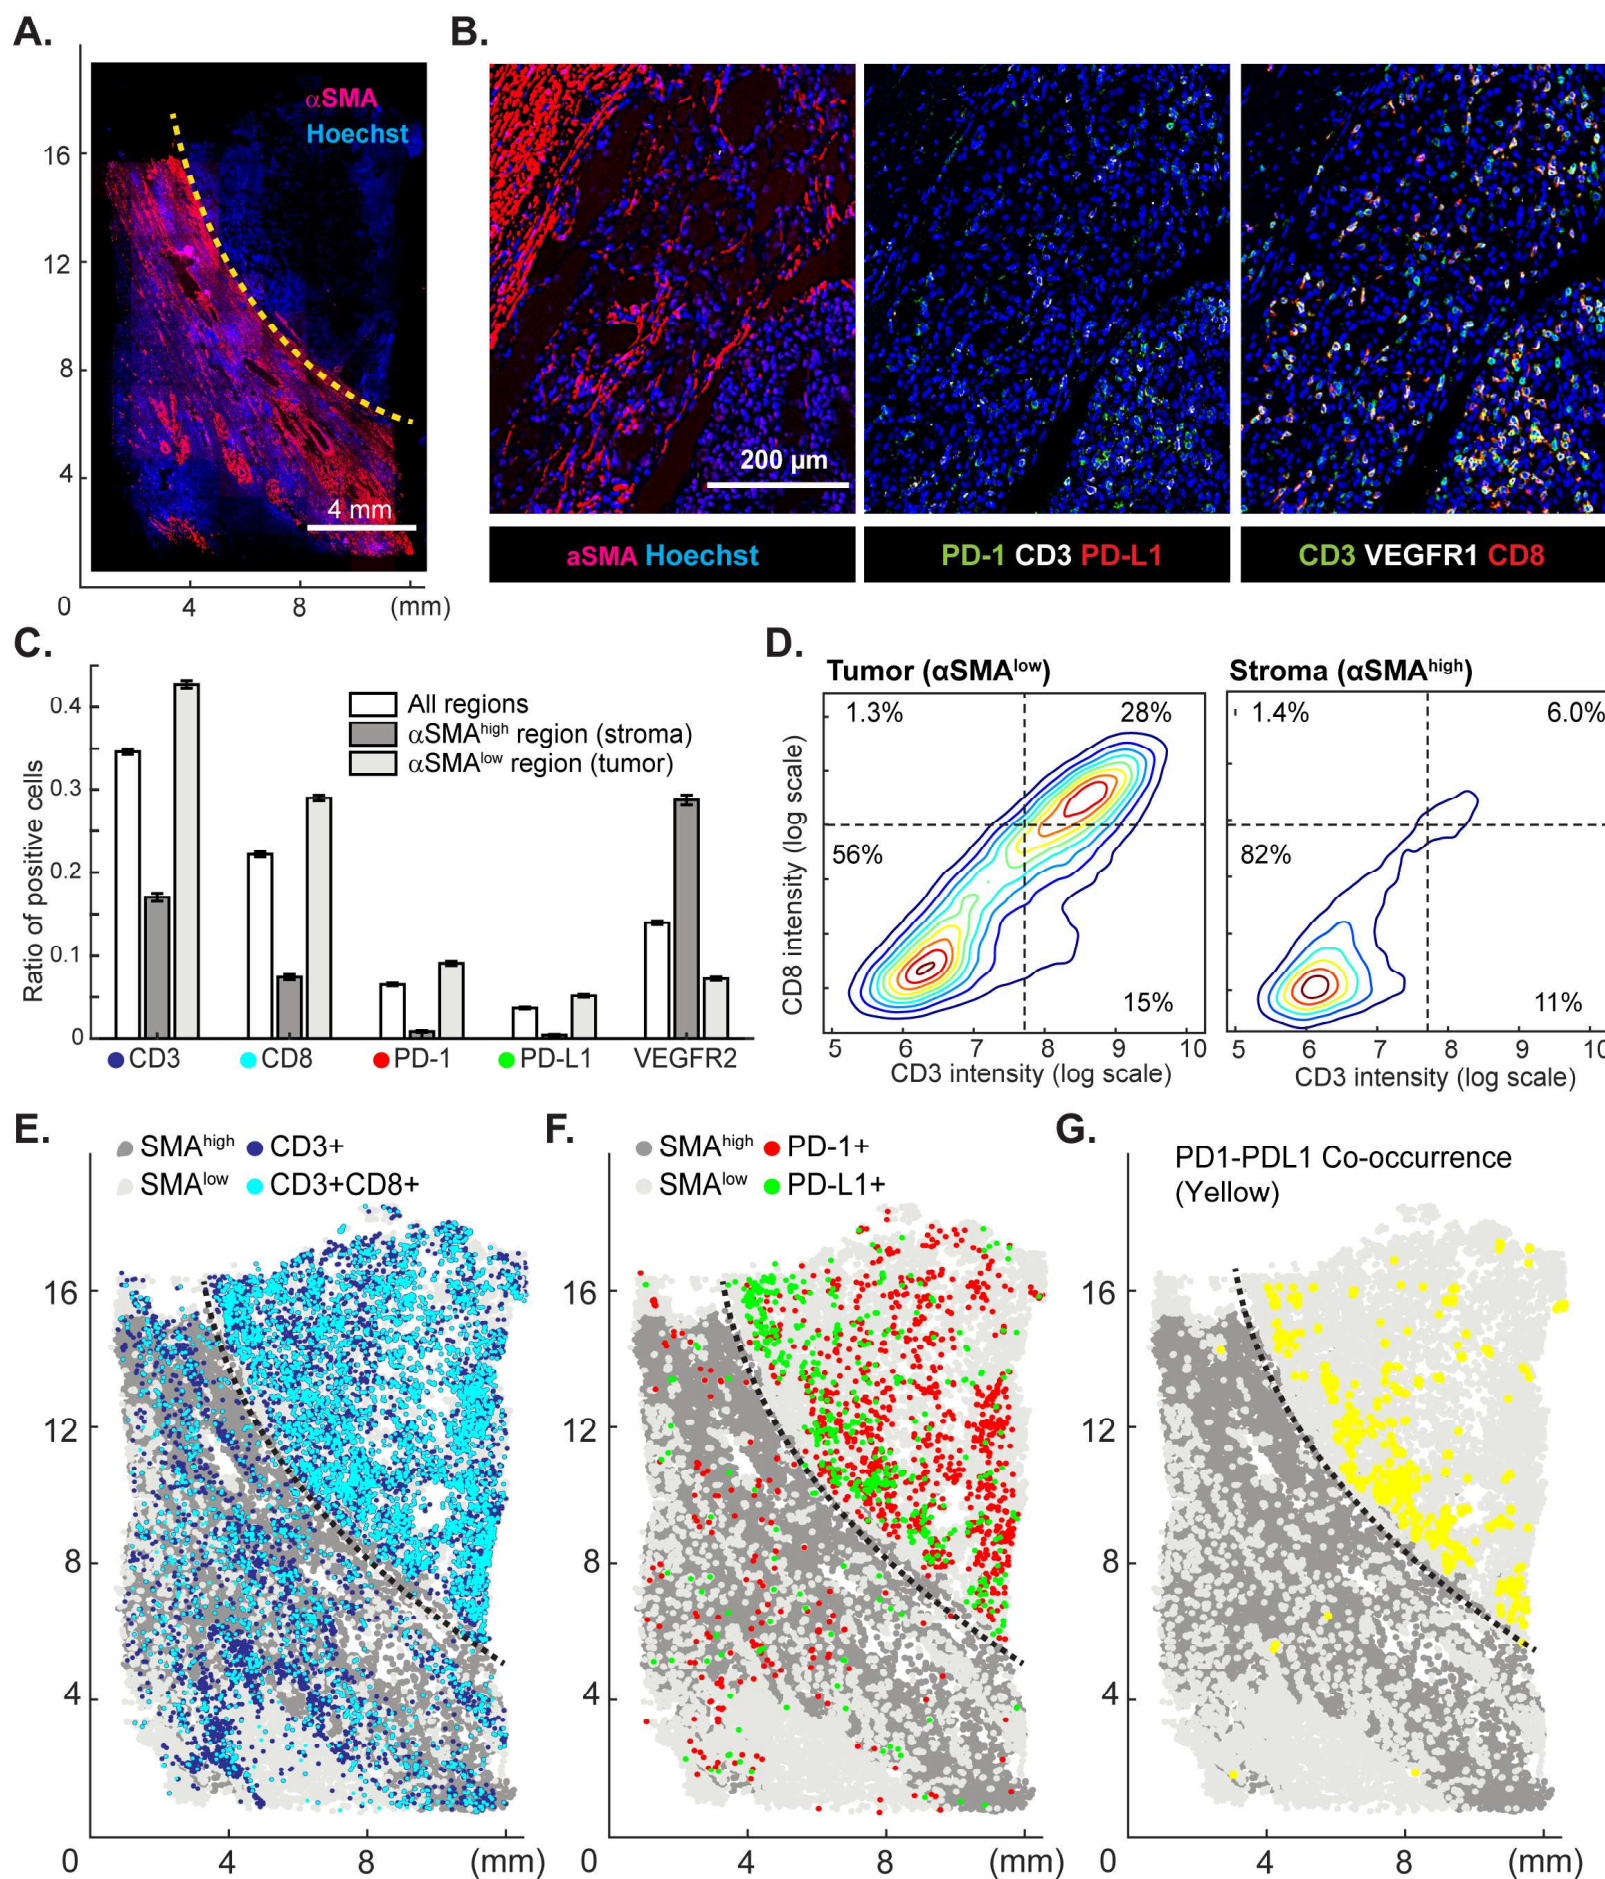 A.
αSMA
Hoechst
16
12
8
4
0
4
8
(mm)
4 mm
B.
200 µm
aSMA Hoechst
PD-1 CD3 PD-L1
CD3 VEGFR1 CD8
C.
Ratio of positive cells
0.4
0.3
0.2
0.1
0
All regions
αSMAhigh region (stroma)
αSMAlow region (tumor)
CD3
CD8
PD-1
PD-L1
VEGFR2
D.
Tumor (αSMAlow)
1.3%
28%
56%
15%
CD8 intensity (log scale)
5 6 7 8 9 10
CD3 intensity (log scale)
Stroma (αSMAhigh)
1.4%
6.0%
82%
11%
5 6 7 8 9 10
CD3 intensity (log scale)
E.
SMAhigh CD3+
SMAlow CD3+CD8+
16
12
8
4
0
4
8
(mm)
F.
SMAhigh PD-1+
SMAlow PD-L1+
16
12
8
4
0
4
8
(mm)
G.
PD1-PDL1 Co-occurrence
(Yellow)
16
12
8
4
0
4
8
(mm)